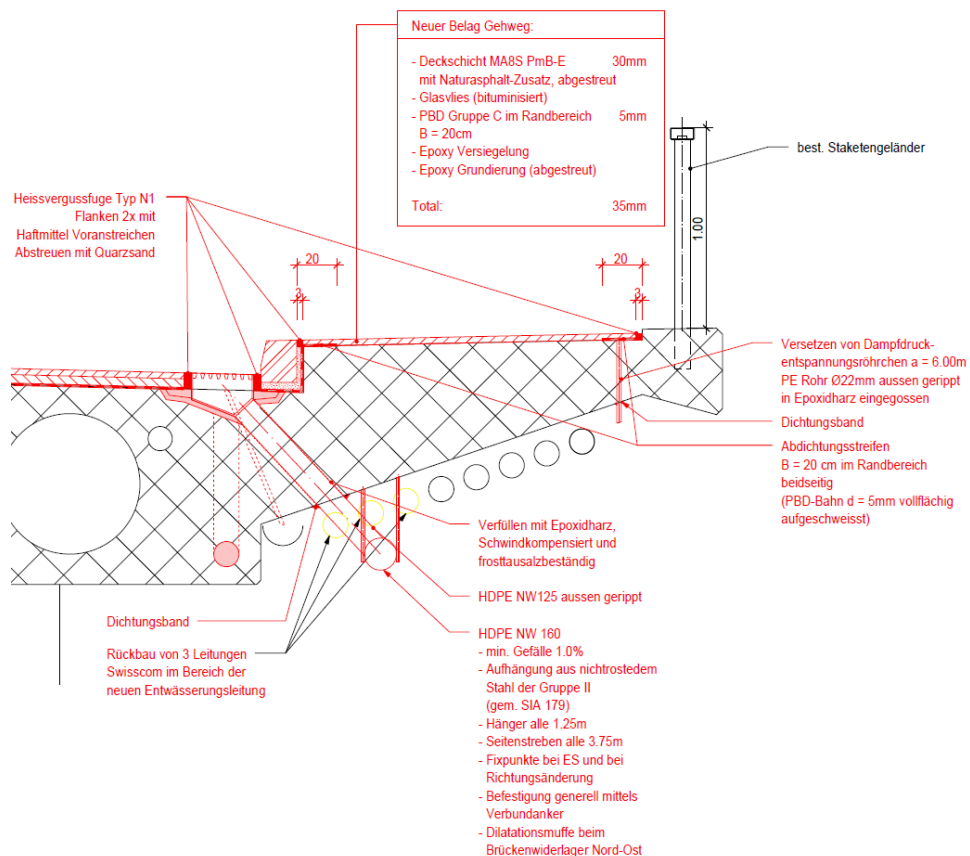 Neuer Belag Gehweg:
- Deckschicht MA8S PmB-E 30mm
mit Naturasphalt-Zusatz, abgestreut
- Glasvlies (bituminisiert)
- PBD Gruppe C im Randbereich 5mm
B = 20cm
- Epoxy Versiegelung
- Epoxy Grundierung (abgestreut)
Total: 35mm
best. Staketengeländer
1.00
Heissvergussfuge Typ N1
Flanken 2x mit
Haftmittel Voranstreichen
Abstreuen mit Quarzsand
20
3
20
3
Versetzen von Dampfdruck-
entspannungsröhrchen a = 6.00m
PE Rohr Ø22mm aussen gerippt
in Epoxidharz eingegossen
Dichtungsband
Abdichtungsstreifen
B = 20 cm im Randbereich
beidseitig
(PBD-Bahn d = 5mm vollflächig
aufgeschweisst)
Verfüllen mit Epoxidharz,
Schwindkompensiert und
frosttausalzbeständig
HDPE NW125 aussen gerippt
Dichtungsband
Rückbau von 3 Leitungen
Swisscom im Bereich der
neuen Entwässerungsleitung
HDPE NW 160
- min. Gefälle 1.0%
- Aufhängung aus nichtrostedem
Stahl der Gruppe II
(gem. SIA 179)
- Hänger alle 1.25m
- Seitenstreben alle 3.75m
- Fixpunkte bei ES und bei
Richtungsänderung
- Befestigung generell mittels
Verbundanker
- Dilatationsmuffe beim
Brückenwiderlager Nord-Ost